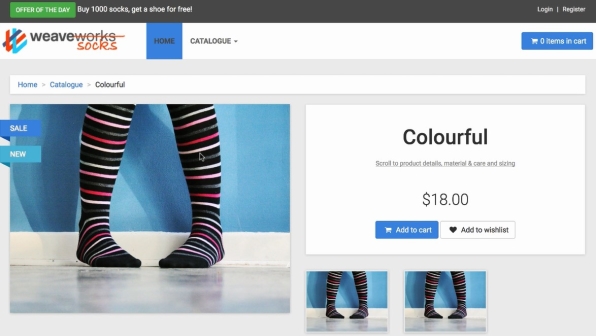 OFFER OF THE DAY Buy 1000 socks, get a shoe for free! Login | Register
weaveworks socks HOME CATALOGUE 0 items in cart
Home > Catalogue > Colourful
SALE
NEW
Colourful
Scroll to product details, material & care and sizing
$18.00
Add to cart Add to wishlist